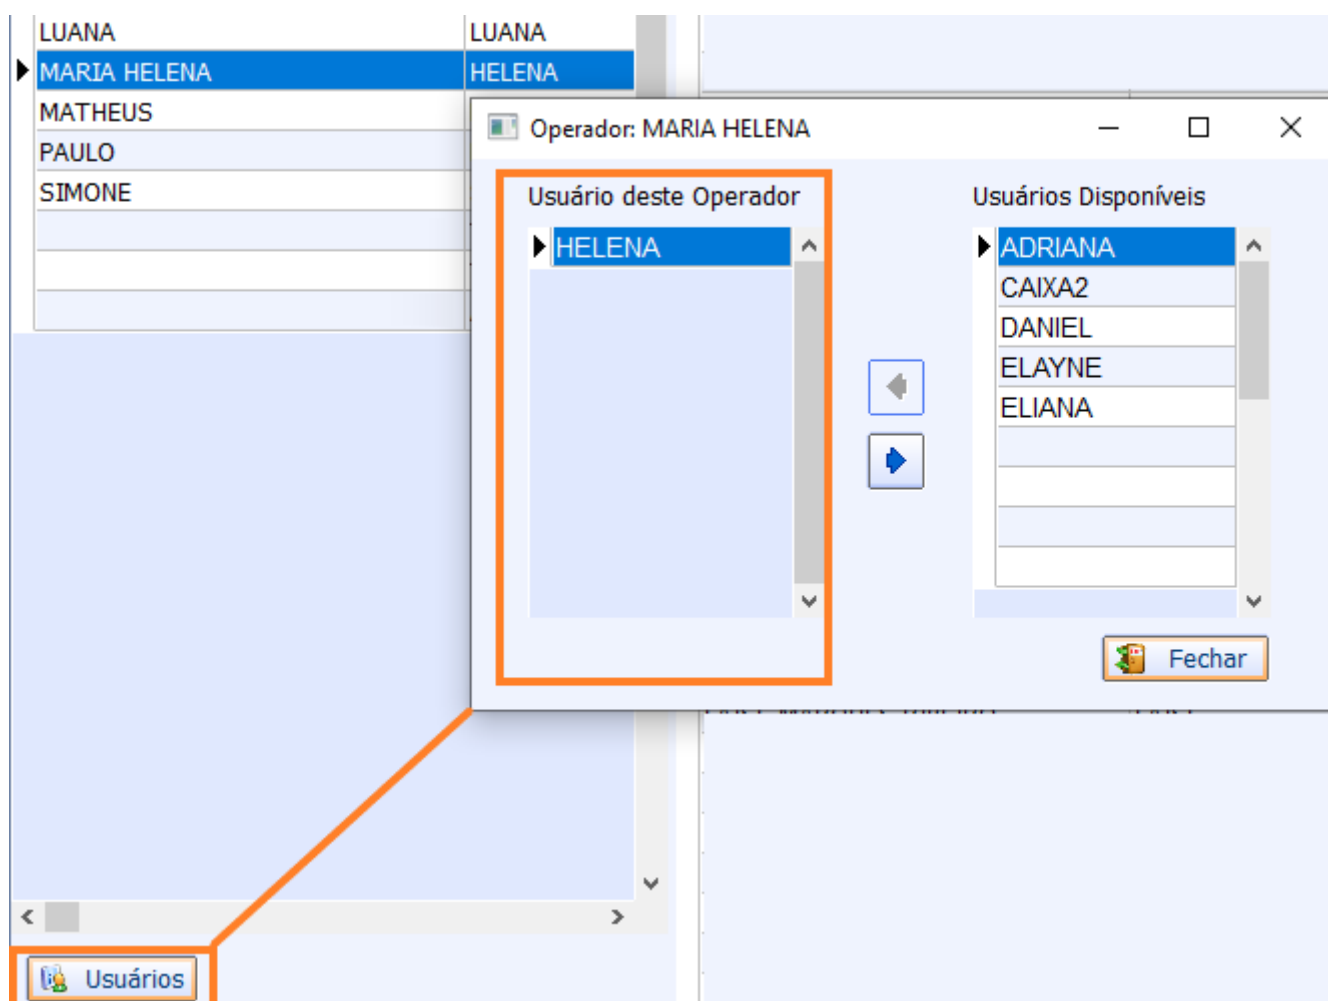 LUANA LUANA
MARIA HELENA HELENA
MATHEUS
PAULO
SIMONE
Operador: MARIA HELENA
Usuário deste Operador
HELENA
Usuários Disponíveis
ADRIANA
CAIXA2
DANIEL
ELAYNE
ELIANA
Fechar
Usuários